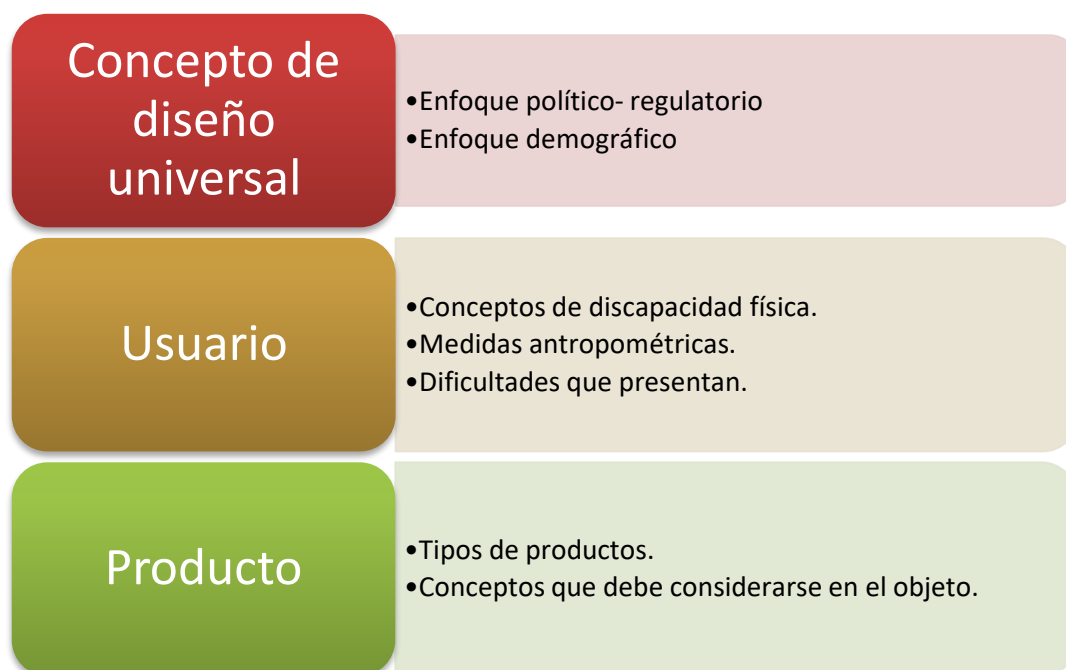 Concepto de
diseño
universal
•Enfoque político- regulatorio
•Enfoque demográfico
Usuario
•Conceptos de discapacidad física.
•Medidas antropométricas.
•Dificultades que presentan.
Producto
•Tipos de productos.
•Conceptos que debe considerarse en el objeto.